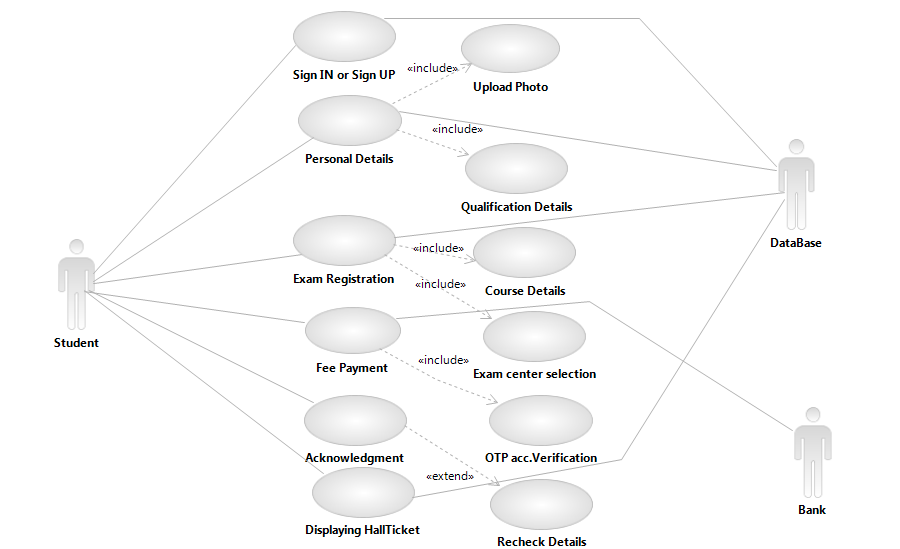 Sign IN or Sign UP
«include»
Upload Photo
«include»
Personal Details
Qualification Details
DataBase
«include»
Exam Registration
«include»
Course Details
Student
«include»
Fee Payment
Exam center selection
Acknowledgment
OTP acc.Verification
«extend»
Displaying HallTicket
Recheck Details
Bank